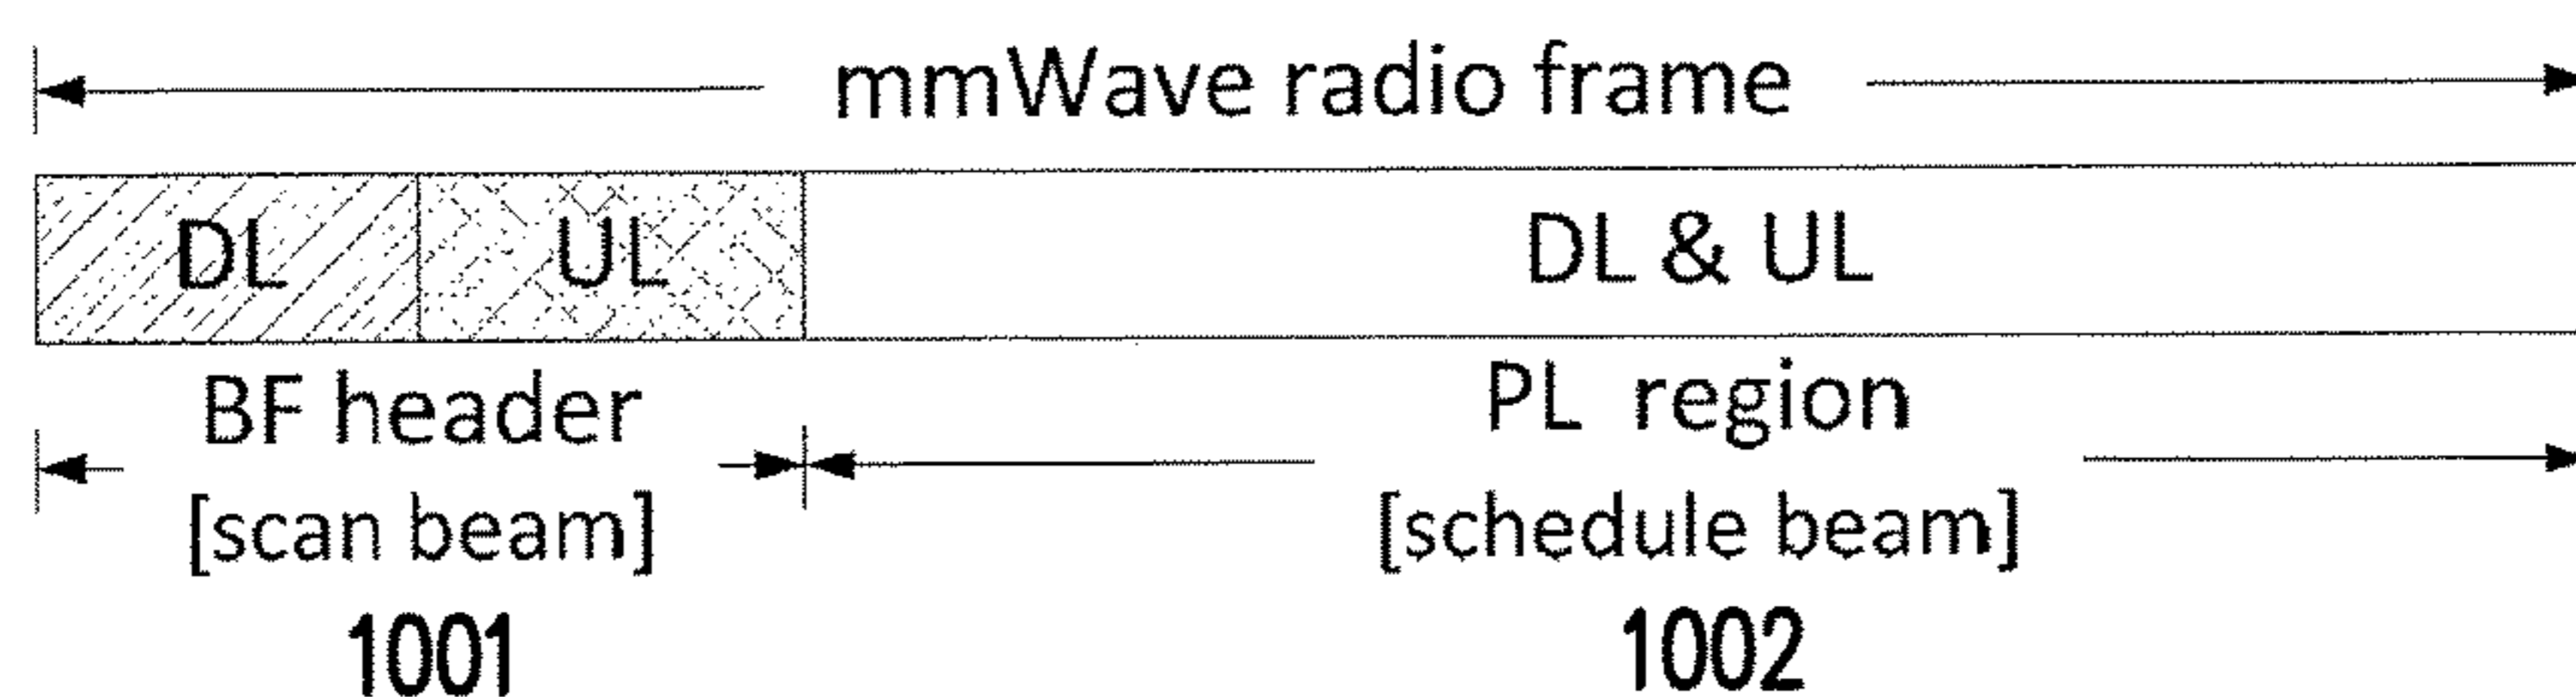 mmWave radio frame
DL UL DL & UL
BF header PL region
[scan beam] [schedule beam]
1001 1002